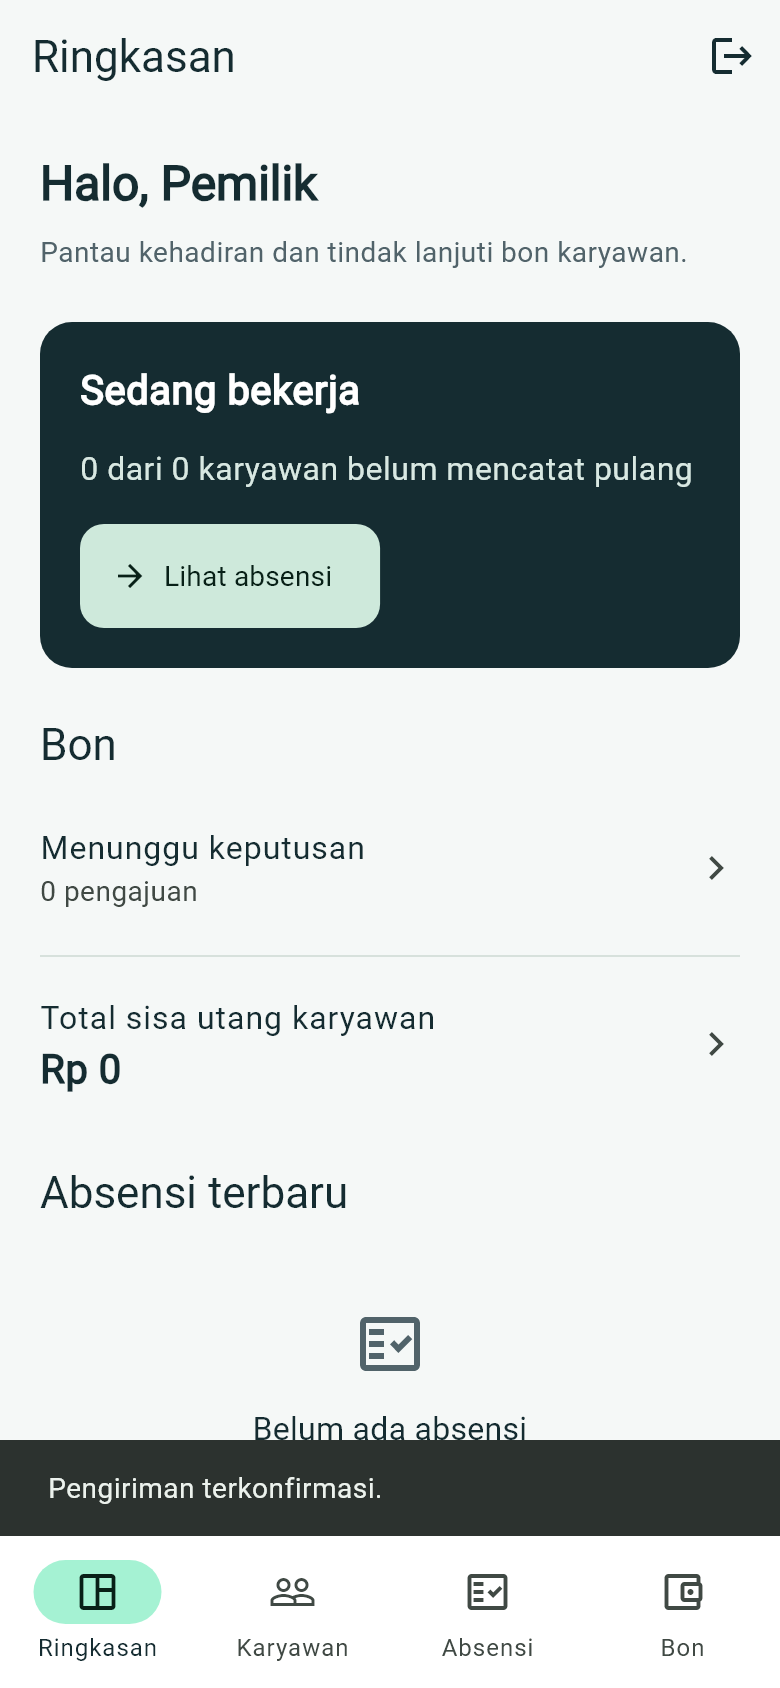 Ringkasan
Halo, Pemilik
Pantau kehadiran dan tindak lanjuti bon karyawan.
Sedang bekerja
0 dari 0 karyawan belum mencatat pulang
Lihat absensi
Bon
Menunggu keputusan
0 pengajuan
Total sisa utang karyawan
Rp 0
Absensi terbaru
Belum ada absensi
Pengiriman terkonfirmasi.
Ringkasan
Karyawan
Absensi
Bon